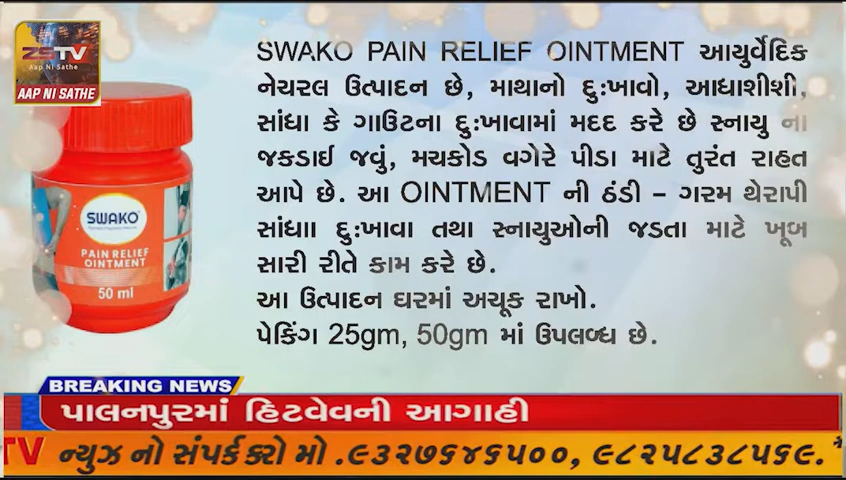 ZSTV
Aap Ni Sathe
AAP NI SATHE
SWAKO PAIN RELIEF OINTMENT આયુર્વેદિક
નેચરલ ઉત્પાદન છે, માથાનો દુઃખાવો, આધાશીશી,
સાંધા કે ગાઉટના દુઃખાવામાં મદદ કરે છે સ્નાયુ ના
જકડાઈ જવું, મચકોડ વગેરે પીડા માટે તુરંત રાહત
આપે છે. આ OINTMENT ની ઠંડી – ગરમ થેરાપી
સાંધાા દુઃખાવા તથા સ્નાયુઓની જડતા માટે ખૂબ
સારી રીતે કામ કરે છે.
આ ઉત્પાદન ઘરમાં અચૂક રાખો.
પેકિંગ 25gm, 50gm માં ઉપલબ્ધ છે.
SWAKO
PAIN RELIEF
OINTMENT
50 ml
BREAKING NEWS
પાલનપુરમાં હિટવેવની આગાહી
TV ન્યુઝ નો સંપર્ક કરો મો .૯૩૨૭૬૪૬૫૦૦, ૯૮૨૫૮૩૮૫૬૯.*